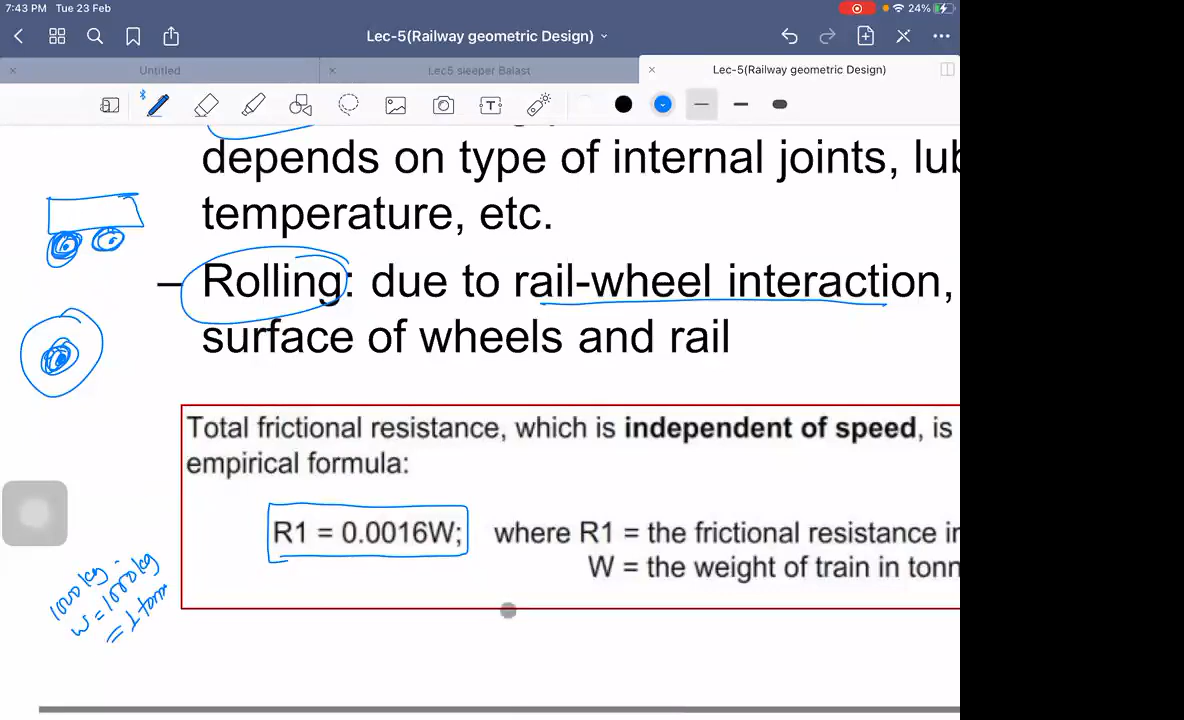 7:43 PM Tue 23 Feb
24%
Lec-5(Railway geometric Design)
Untitled
Lec5 sleeper Balast
Lec-5(Railway geometric Design)
depends on type of internal joints, lub
temperature, etc.
– Rolling: due to rail-wheel interaction,
surface of wheels and rail
Total frictional resistance, which is independent of speed, is
empirical formula:
R1 = 0.0016W; where R1 = the frictional resistance in
W = the weight of train in tonn
1000 kg
W = 1000 kg
= 1 tonn